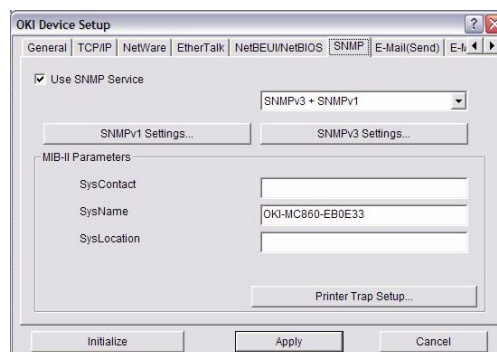 OKI Device Setup
General TCP/IP NetWare EtherTalk NetBEUI/NetBIOS SNMP E-Mail(Send)
Use SNMP Service
SNMPv3 + SNMPv1
SNMPv1 Settings... SNMPv3 Settings...
MIB-II Parameters
SysContact
SysName OKI-MC860-EB0E33
SysLocation
Printer Trap Setup...
Initialize Apply Cancel